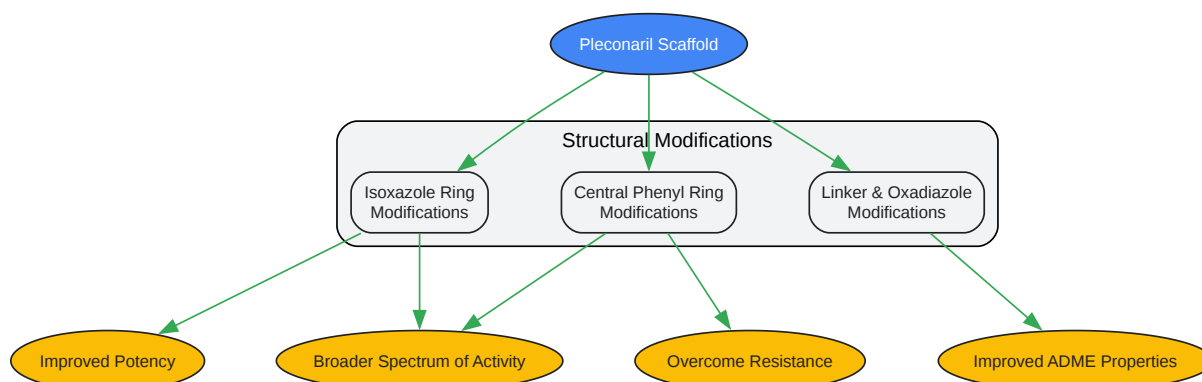 Pleconaril Scaffold
Structural Modifications
Isoxazole Ring
Modifications
Central Phenyl Ring
Modifications
Linker & Oxadiazole
Modifications
Improved Potency
Broader Spectrum of Activity
Overcome Resistance
Improved ADME Properties